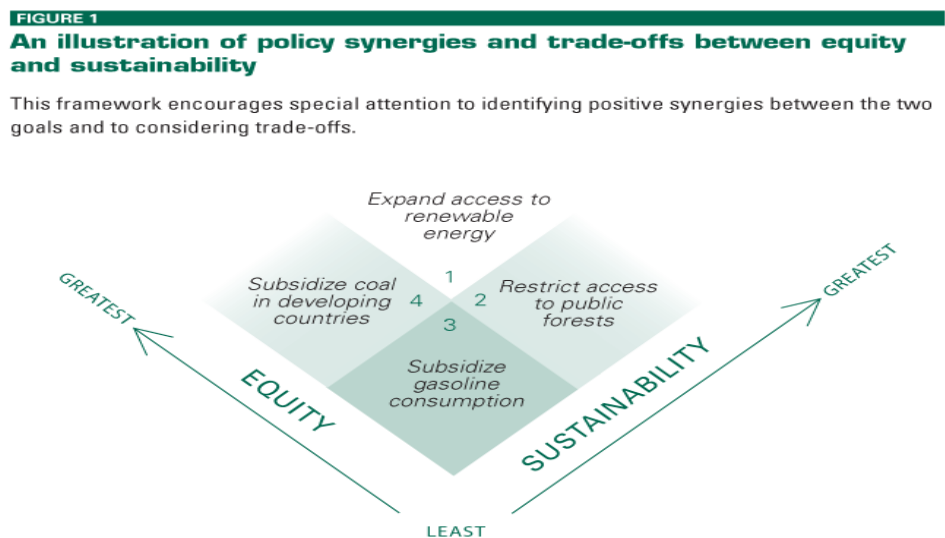 FIGURE 1
An illustration of policy synergies and trade-offs between equity
and sustainability
This framework encourages special attention to identifying positive synergies between the two
goals and to considering trade-offs.
Expand access to
renewable
energy
1
Subsidize coal
in developing
countries
4
2
Restrict access
to public
forests
3
Subsidize
gasoline
consumption
GREATEST
GREATEST
EQUITY
SUSTAINABILITY
LEAST